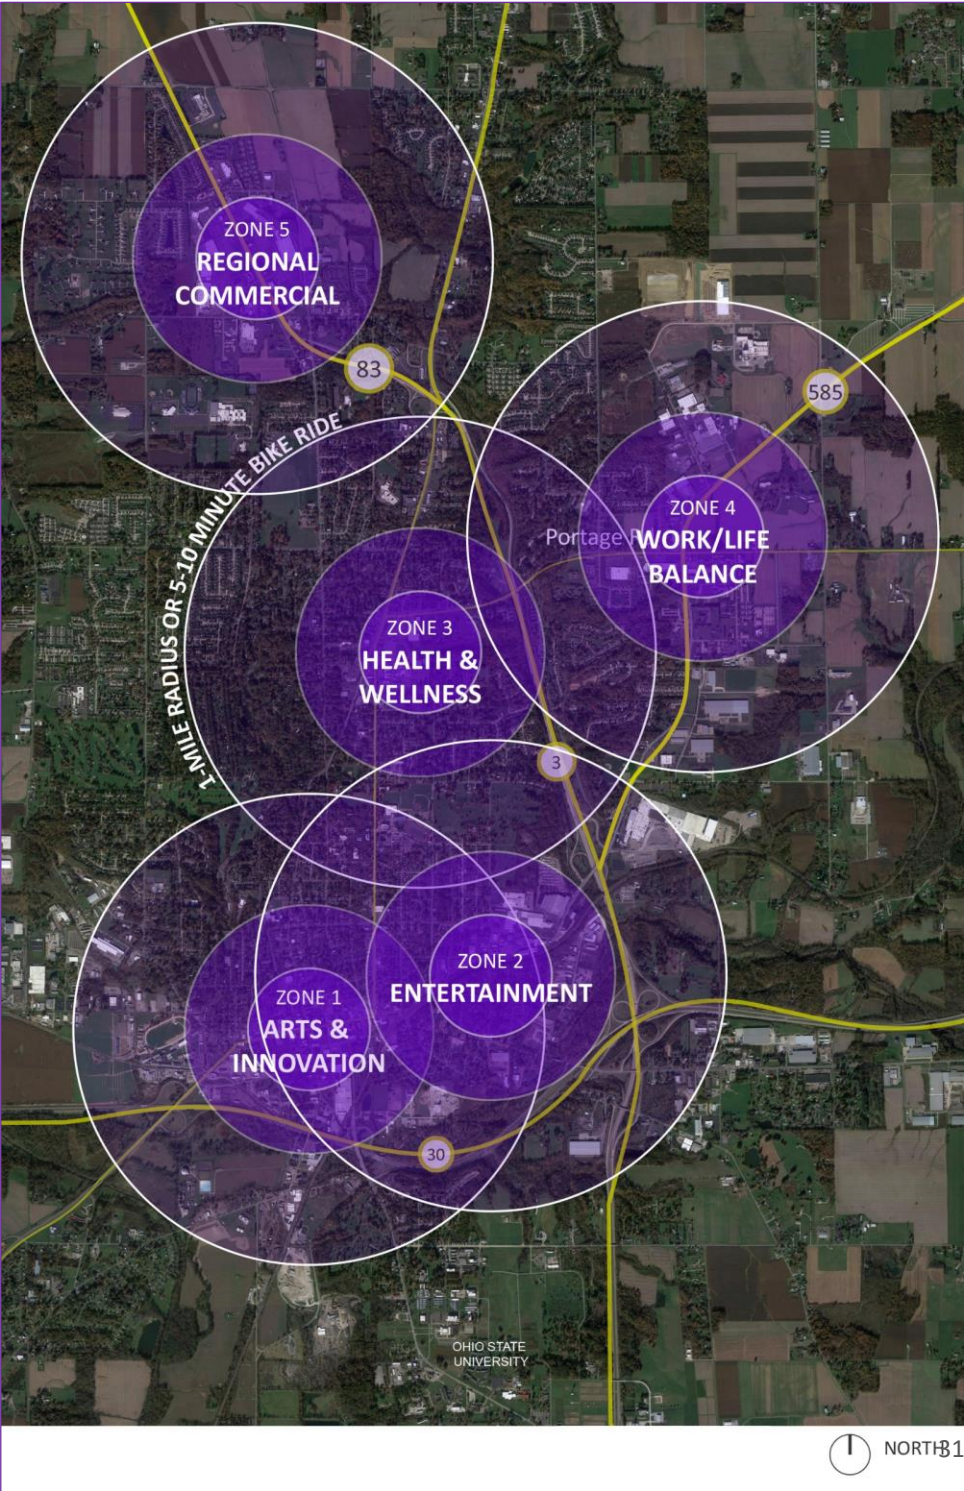 ZONE 5
REGIONAL
COMMERCIAL
83
585
1-MILE RADIUS OR 5-10 MINUTE BIKE RIDE
ZONE 4
Portage
WORK/LIFE
BALANCE
ZONE 3
HEALTH &
WELLNESS
3
ZONE 2
ENTERTAINMENT
ZONE 1
ARTS &
INNOVATION
30
OHIO STATE
UNIVERSITY
NORTH
31